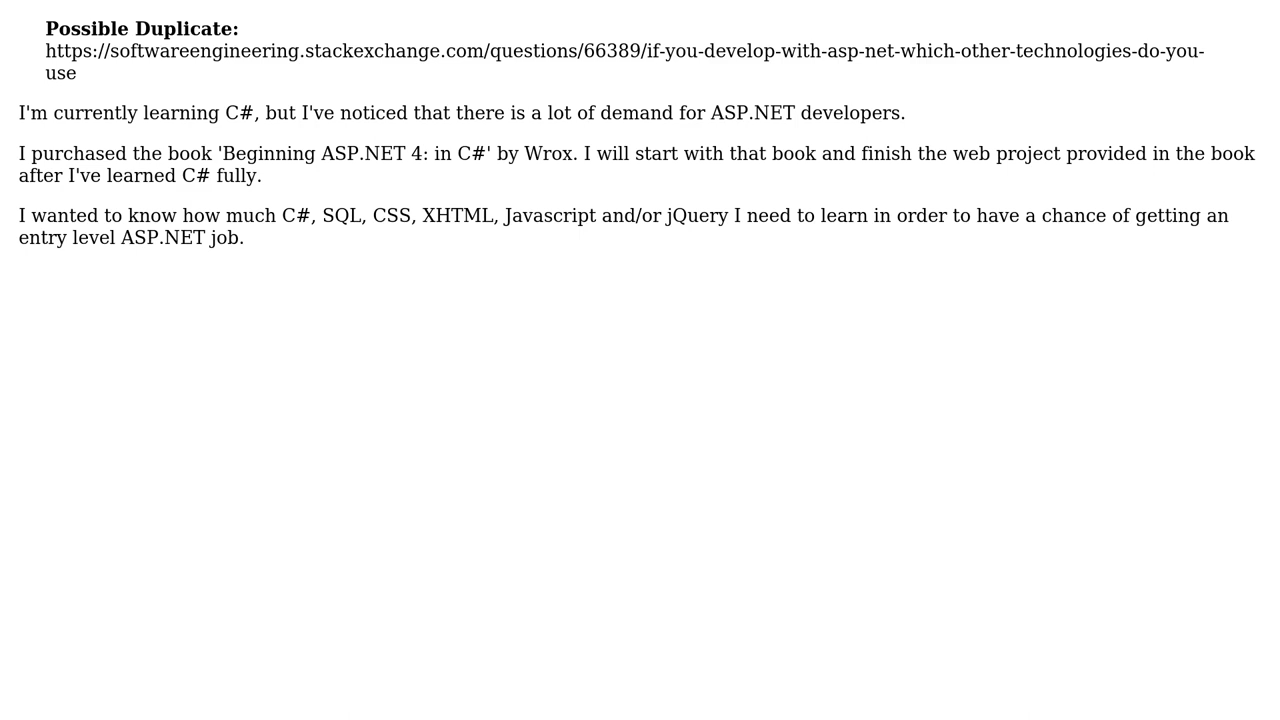 Possible Duplicate:
https://softwareengineering.stackexchange.com/questions/66389/if-you-develop-with-asp-net-which-other-technologies-do-you-
use
I'm currently learning C#, but I've noticed that there is a lot of demand for ASP.NET developers.
I purchased the book 'Beginning ASP.NET 4: in C#' by Wrox. I will start with that book and finish the web project provided in the book
after I've learned C# fully.
I wanted to know how much C#, SQL, CSS, XHTML, Javascript and/or jQuery I need to learn in order to have a chance of getting an
entry level ASP.NET job.